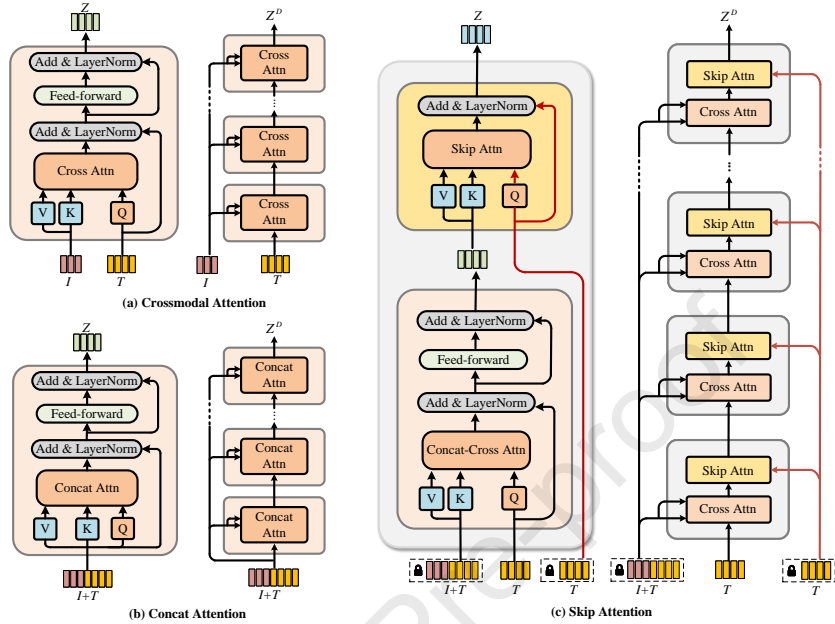 Z
Add & LayerNorm
Feed-forward
Add & LayerNorm
Cross Attn
V
K
Q
I
T
Z^D
Cross
Attn
Cross
Attn
Cross
Attn
I
T
(a) Crossmodal Attention
Z
Add & LayerNorm
Feed-forward
Add & LayerNorm
Concat Attn
V
K
Q
I+T
Z^D
Concat
Attn
Concat
Attn
Concat
Attn
I+T
(b) Concat Attention
Z
Add & LayerNorm
Skip Attn
V
K
Q
Add & LayerNorm
Feed-forward
Add & LayerNorm
Concat-Cross Attn
V
K
Q
I+T
T
T
Z^D
Skip Attn
Cross Attn
Skip Attn
Cross Attn
Skip Attn
Cross Attn
Skip Attn
Cross Attn
I+T
T
T
(c) Skip Attention
Pre-proof